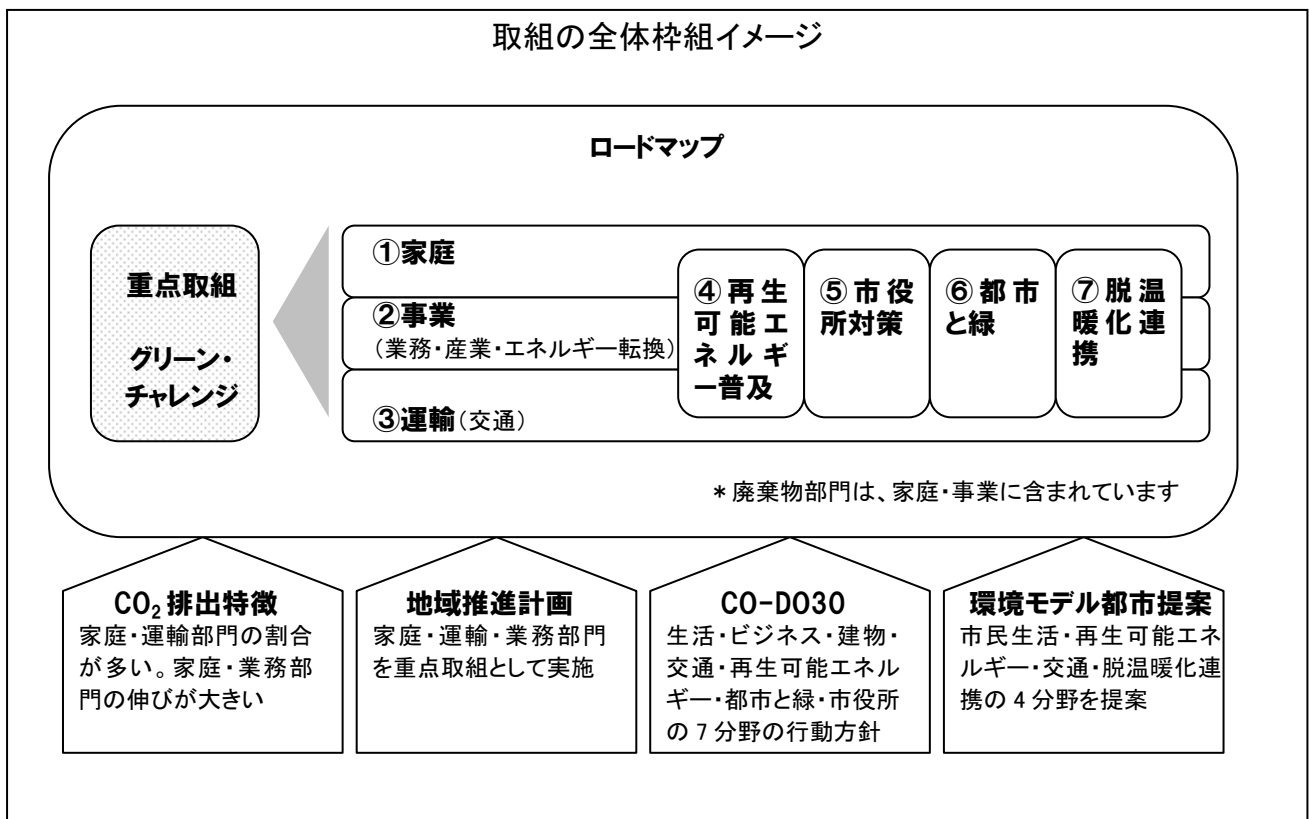 取組の全体枠組イメージ
ロードマップ
重点取組
グリーン・
チャレンジ
①家庭
②事業
(業務・産業・エネルギー転換)
③運輸(交通)
④再生
可能エ
ネルギ
ー普及
⑤市役
所対策
⑥都市
と緑
⑦脱温
暖化連
携
*廃棄物部門は、家庭・事業に含まれています
CO₂排出特徴
家庭・運輸部門の割合
が多い。家庭・業務部
門の伸びが大きい
地域推進計画
家庭・運輸・業務部門
を重点取組として実施
CO-DO30
生活・ビジネス・建物・
交通・再生可能エネル
ギー・都市と緑・市役所
の7分野の行動方針
環境モデル都市提案
市民生活・再生可能エネ
ルギー・交通・脱温暖化連
携の4分野を提案